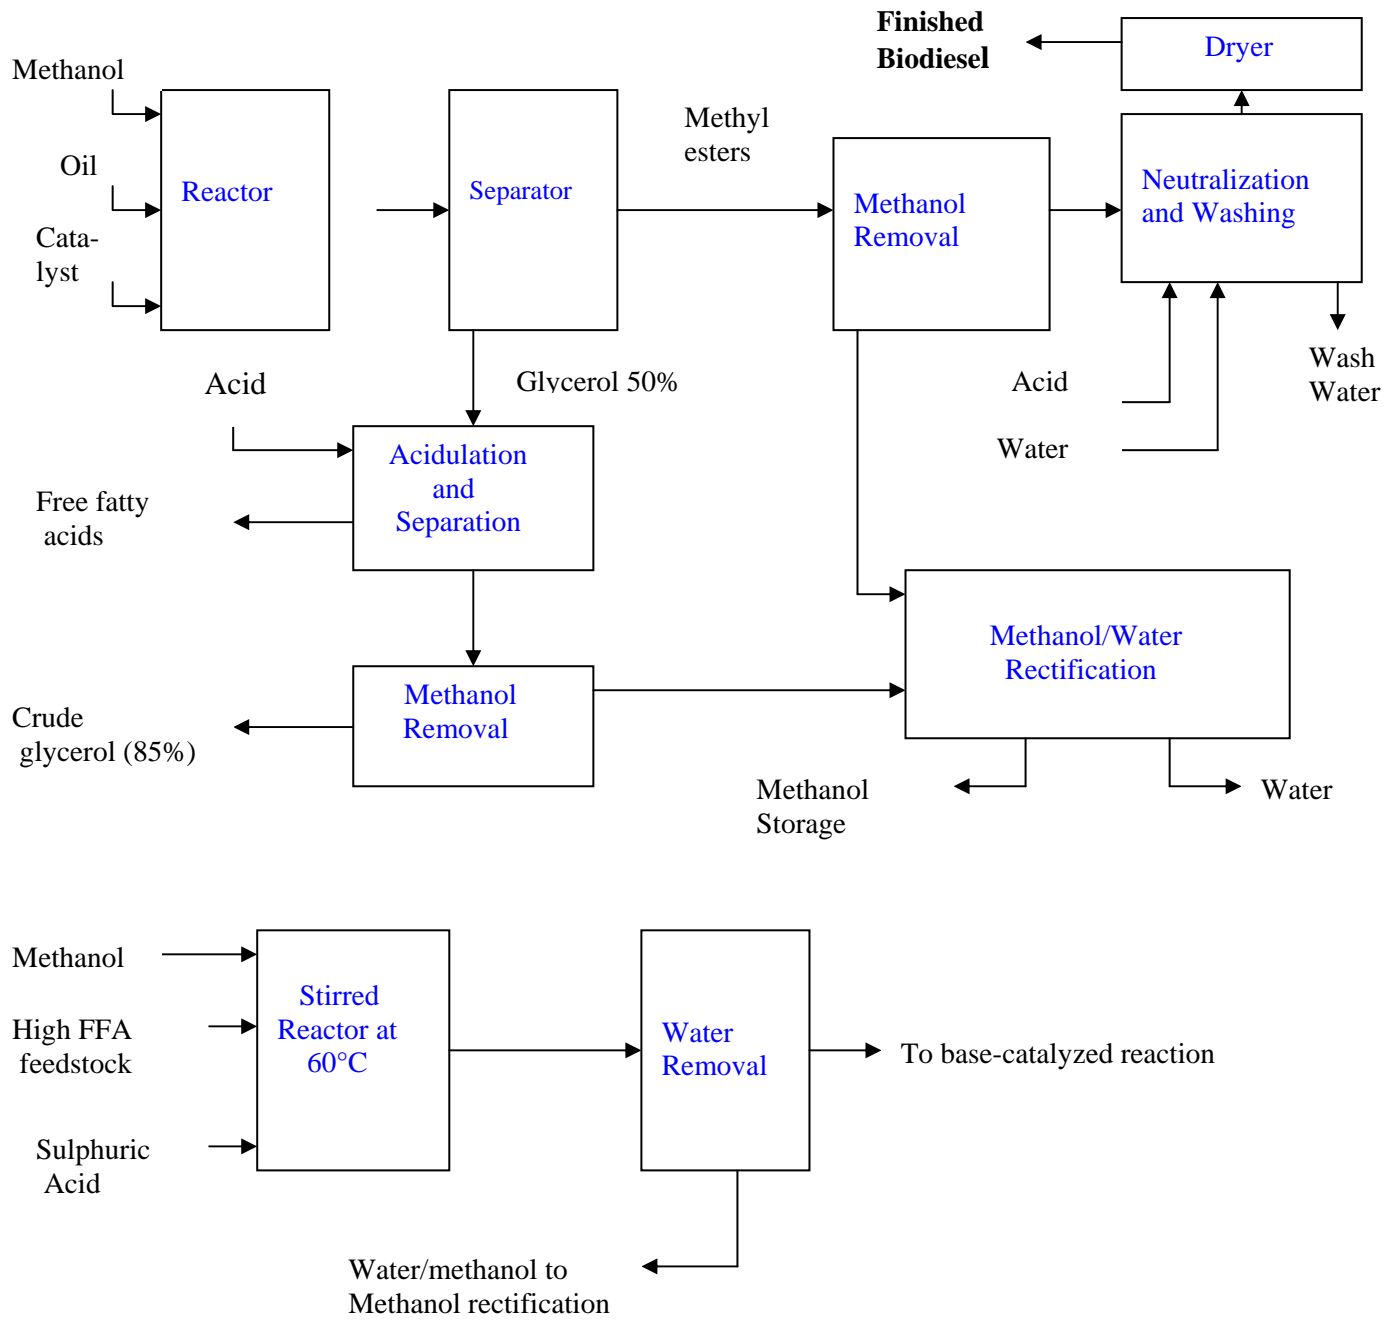 Finished
Biodiesel
Dryer
Methanol
Oil
Cata-
lyst
Reactor
Separator
Methyl
esters
Methanol
Removal
Neutralization
and Washing
Acid
Glycerol 50%
Acid
Water
Wash
Water
Acidulation
and
Separation
Free fatty
acids
Methanol/Water
Rectification
Methanol
Removal
Crude
glycerol (85%)
Methanol
Storage
Water
Methanol
High FFA
feedstock
Sulphuric
Acid
Stirred
Reactor at
60°C
Water
Removal
To base-catalyzed reaction
Water/methanol to
Methanol rectification